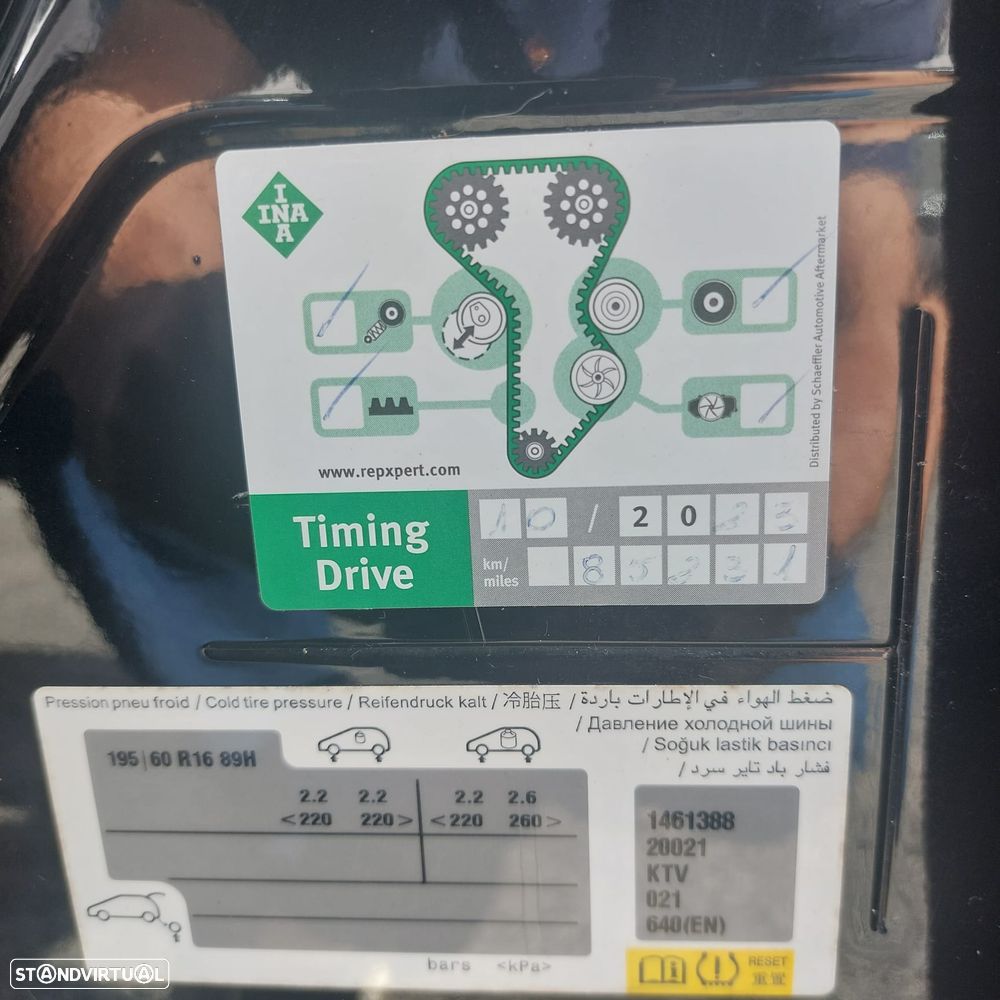 INA
INA
Distributed by Schaeffler Automotive Aftermarket
www.repxpert.com
Timing
Drive
10 / 20 23
km/
miles
85231
Pression pneu froid / Cold tire pressure / Reifendruck kalt / 冷胎压 / ضغط الهواء في الإطارات باردة
/ Давление холодной шины
/ Soğuk lastik basıncı
/ فشار باد تایر سرد
195|60 R16 89H
2.2 2.2 2.2 2.6
<220 220> <220 260>
1461388
20021
KTV
021
640(EN)
bars <kPa>
RESET
重置
STANDVIRTUAL